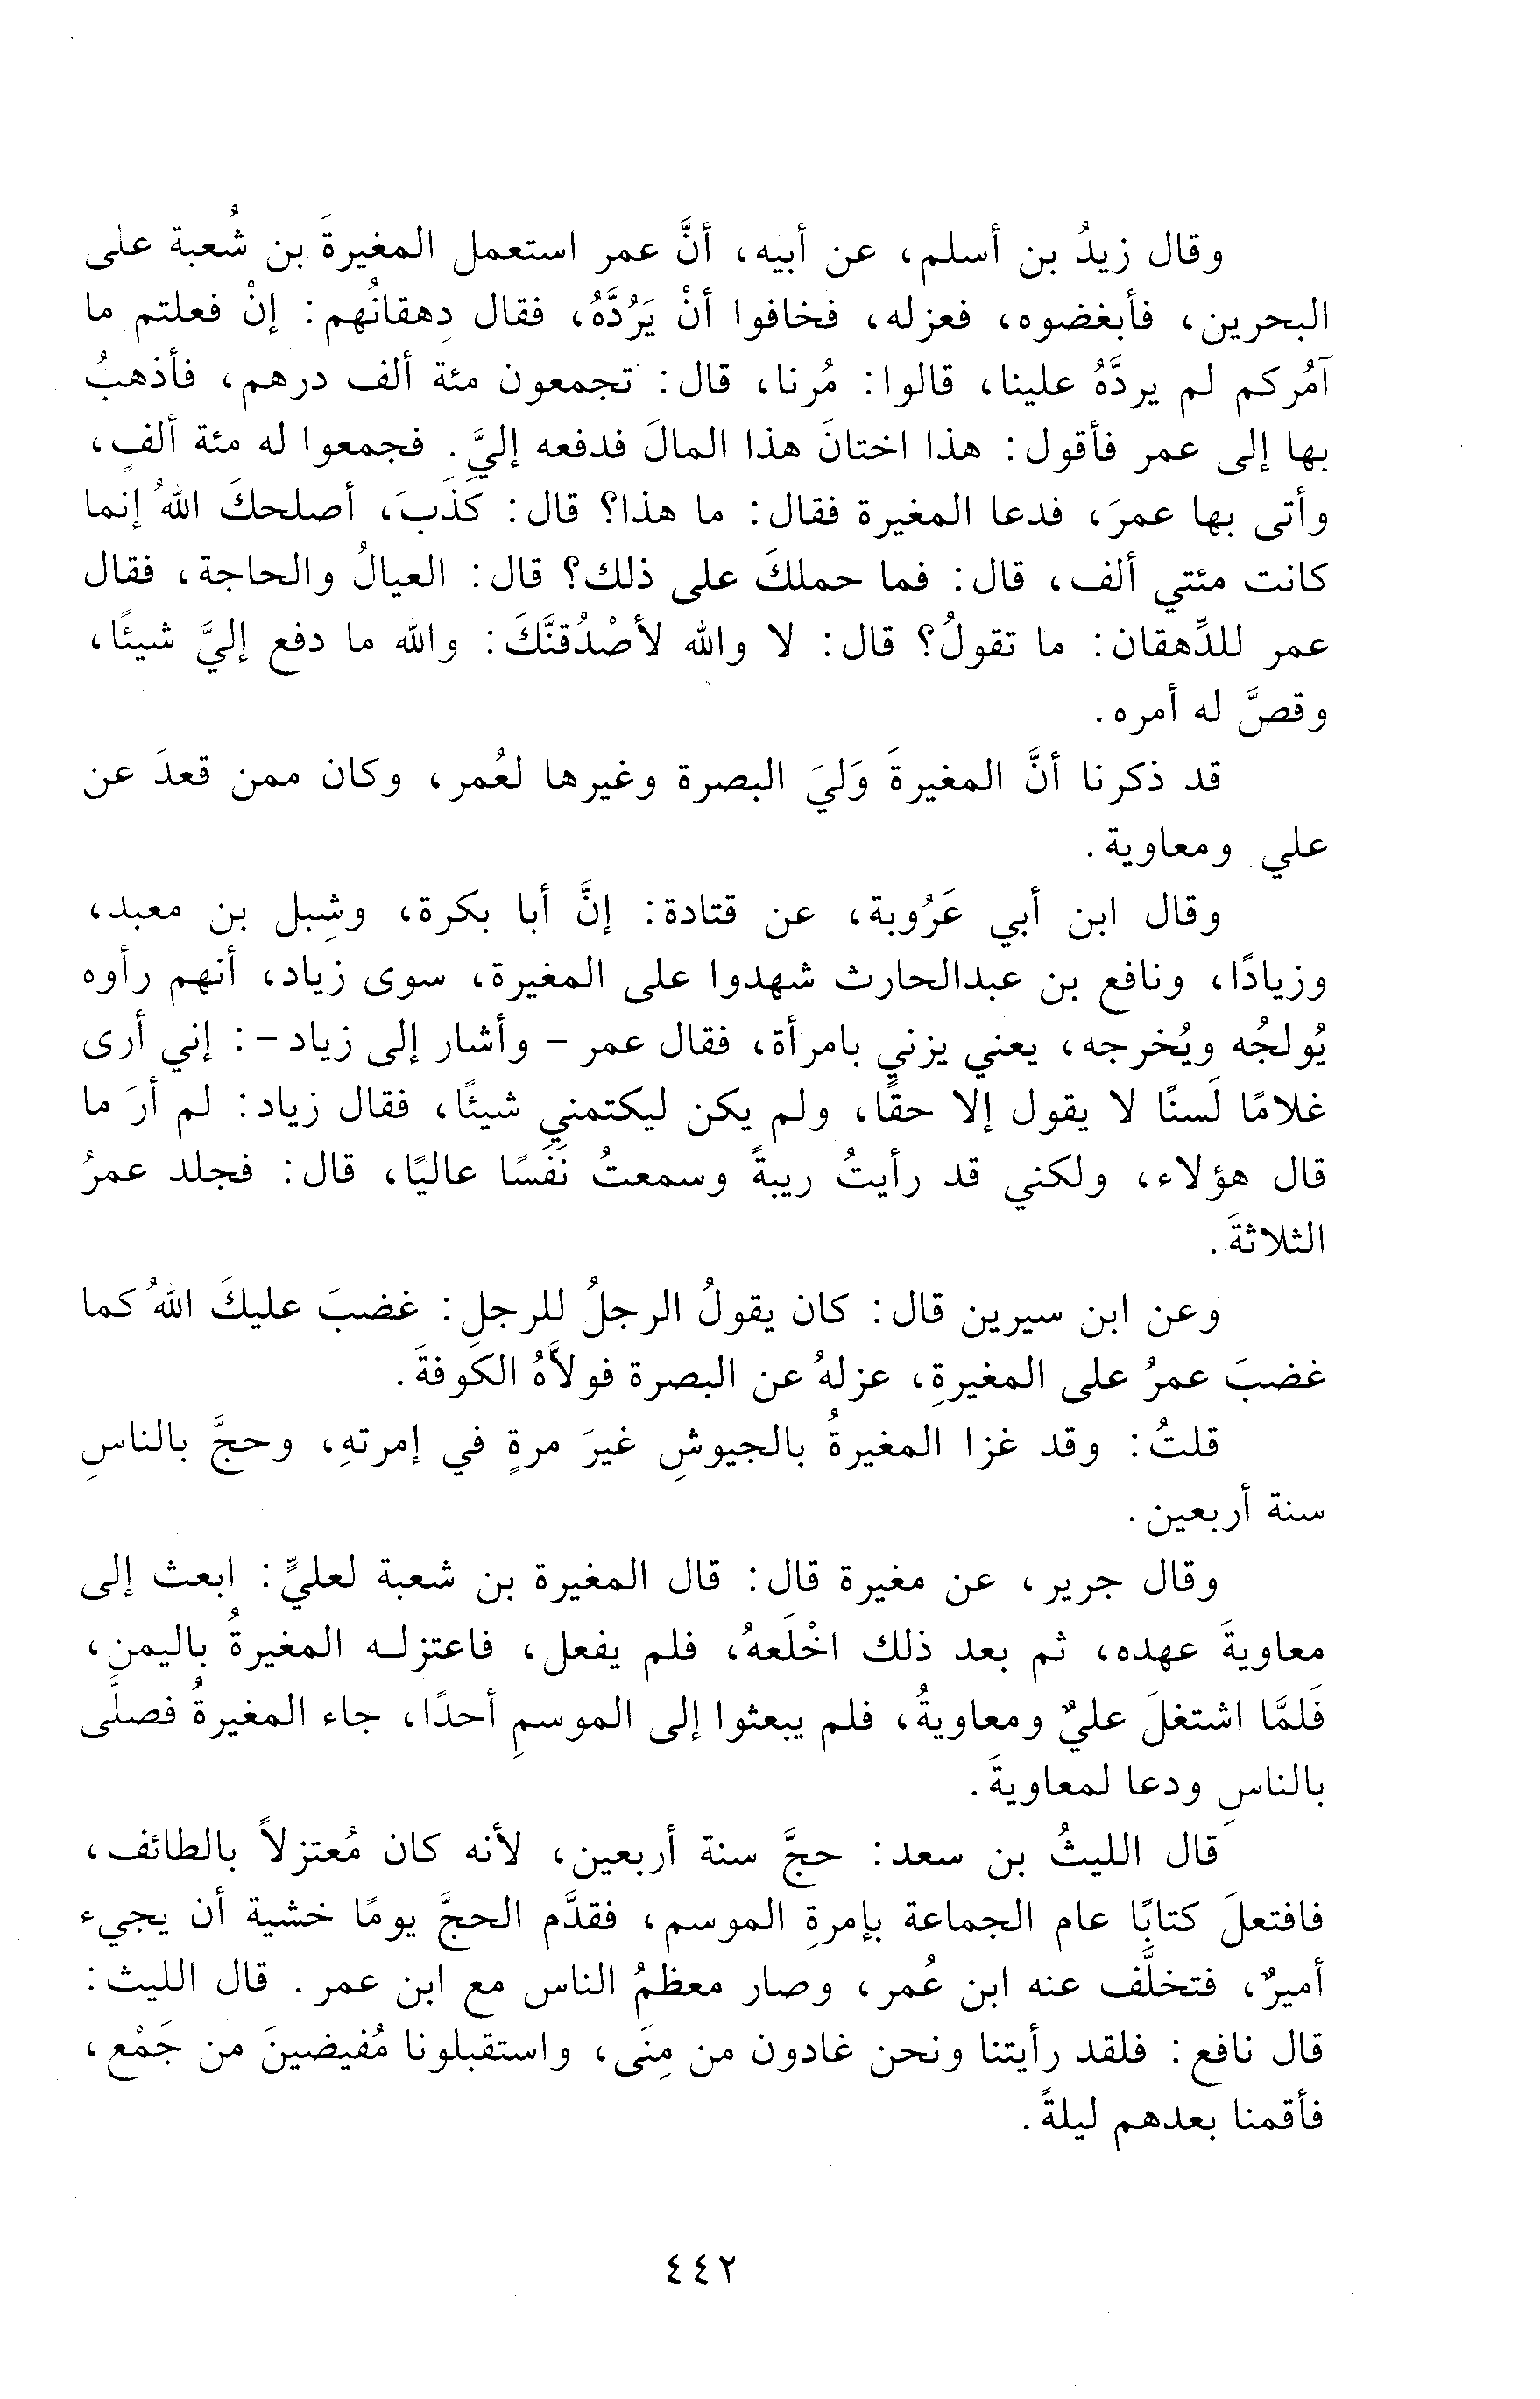 وقال زيدُ بن أسلم، عن أبيه، أنَّ عمر استعمل المغيرةَ بن شُعبة على
البحرين، فأبغضوه، فعزله، فخافوا أنْ يَرُدَّهُ، فقال دِهقانُهم: إنْ فعلتم ما
آمُركم لم يردَّهُ علينا، قالوا: مُرنا، قال: تجمعون مئة ألف درهم، فأذهبُ
بها إلى عمر فأقول: هذا اختانَ هذا المالَ فدفعه إليَّ. فجمعوا له مئة ألفٍ،
وأتى بها عمرَ، فدعا المغيرة فقال: ما هذا؟ قال: كَذِبَ، أصلحكَ اللهُ إنما
كانت مئتي ألف، قال: فما حملكَ على ذلك؟ قال: العيالُ والحاجة، فقال
عمر للدِّهقان: ما تقولُ؟ قال: لا والله لأصْدُقنَّكَ: والله ما دفع إليَّ شيئًا،
وقصَّ له أمره.
قد ذكرنا أنَّ المغيرةَ وَليَ البصرة وغيرها لعُمر، وكان ممن قعدَ عن
علي ومعاوية.
وقال ابن أبي عَرُوبة، عن قتادة: إنَّ أبا بكرة، وشِبل بن معبد،
وزيادًا، ونافع بن عبدالحارث شهدوا على المغيرة، سوى زياد، أنهم رأوه
يُولجُه ويُخرجه، يعني يزني بامرأة، فقال عمر - وأشار إلى زياد -: إني أرى
غلامًا لَسنًا لا يقول إلا حقًا، ولم يكن ليكتمني شيئًا، فقال زياد: لم أرَ ما
قال هؤلاء، ولكني قد رأيتُ ريبةً وسمعتُ نَفَسًا عاليًا، قال: فجلد عمرُ
الثلاثةَ.
وعن ابن سيرين قال: كان يقولُ الرجلُ للرجلِ: غضبَ عليكَ اللهُ كما
غضبَ عمرُ على المغيرةِ، عزلهُ عن البصرة فولاَّهُ الكوفةَ.
قلتُ: وقد غزا المغيرةُ بالجيوشِ غيرَ مرةٍ في إمرتهِ، وحجَّ بالناسِ
سنة أربعين.
وقال جرير، عن مغيرة قال: قال المغيرة بن شعبة لعليٍّ: ابعث إلى
معاويةَ عهده، ثم بعد ذلك اخْلَعهُ، فلم يفعل، فاعتزله المغيرةُ باليمنِ،
فَلمَّا اشتغلَ عليٌ ومعاويةُ، فلم يبعثوا إلى الموسمِ أحدًا، جاء المغيرةُ فصلَّى
بالناسِ ودعا لمعاويةَ.
قال الليثُ بن سعد: حجَّ سنة أربعين، لأنه كان مُعتزلاً بالطائف،
فافتعلَ كتابًا عام الجماعة بإمرةِ الموسم، فقدَّم الحجَّ يومًا خشية أن يجيء
أميرٌ، فتخلَّف عنه ابن عُمر، وصار معظمُ الناس مع ابن عمر. قال الليث:
قال نافع: فلقد رأيتنا ونحن غادون من مِنَى، واستقبلونا مُفيضينَ من جَمْع،
فأقمنا بعدهم ليلةً.
٤٤٢